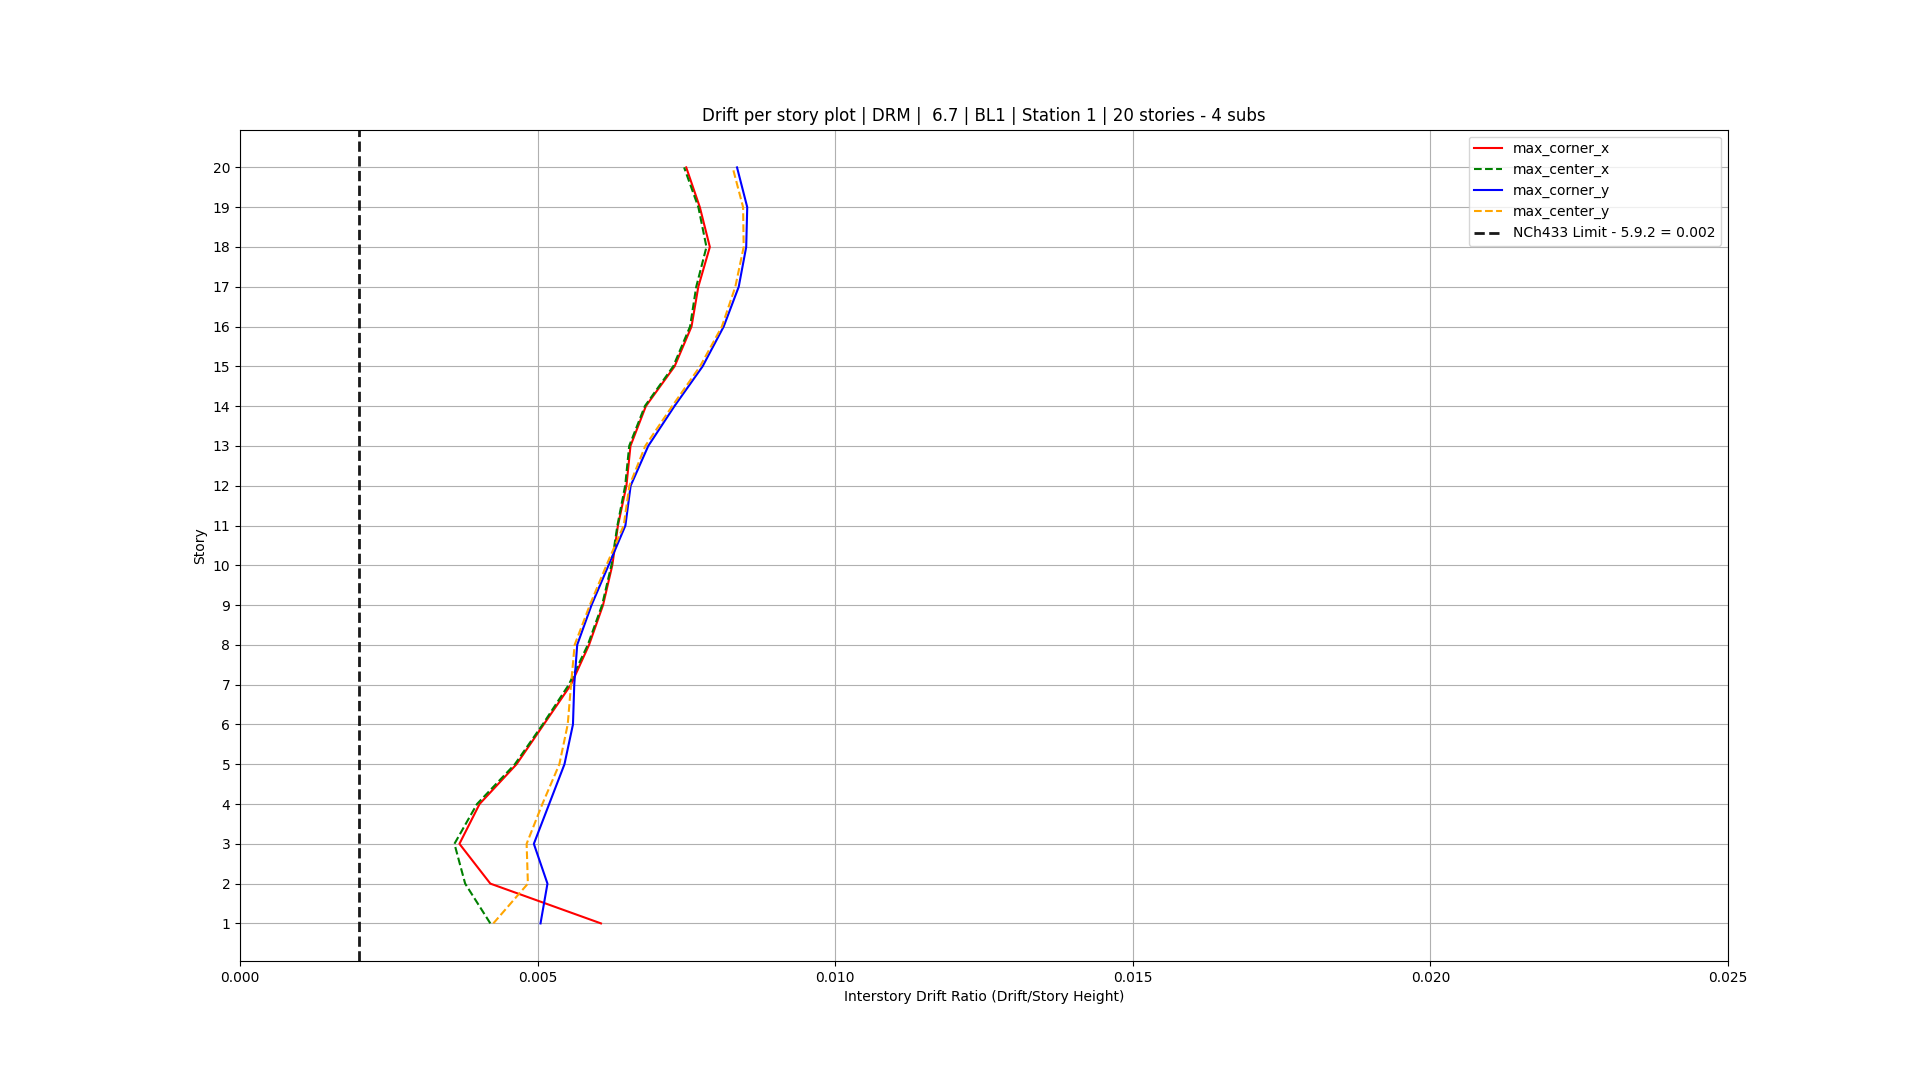 Drift per story plot | DRM |  6.7 | BL1 | Station 1 | 20 stories - 4 subs
max_corner_x
max_center_x
max_corner_y
max_center_y
NCh433 Limit - 5.9.2 = 0.002
20
19
18
17
16
15
14
13
12
11
10
9
8
7
6
5
4
3
2
1
Story
0.000 0.005 0.010 0.015 0.020 0.025
Interstory Drift Ratio (Drift/Story Height)